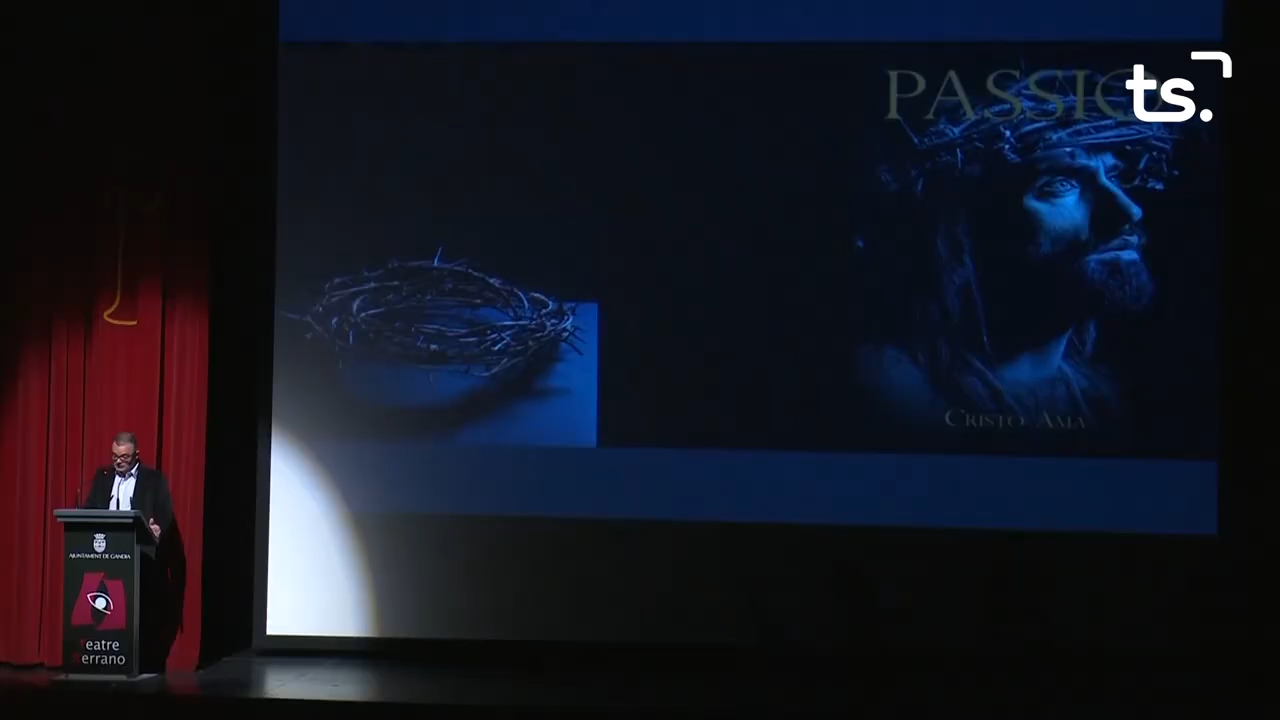 PASSIO
ts.
CRISTO AMA
AJUNTAMENT DE GANDIA
Teatre
Serrano